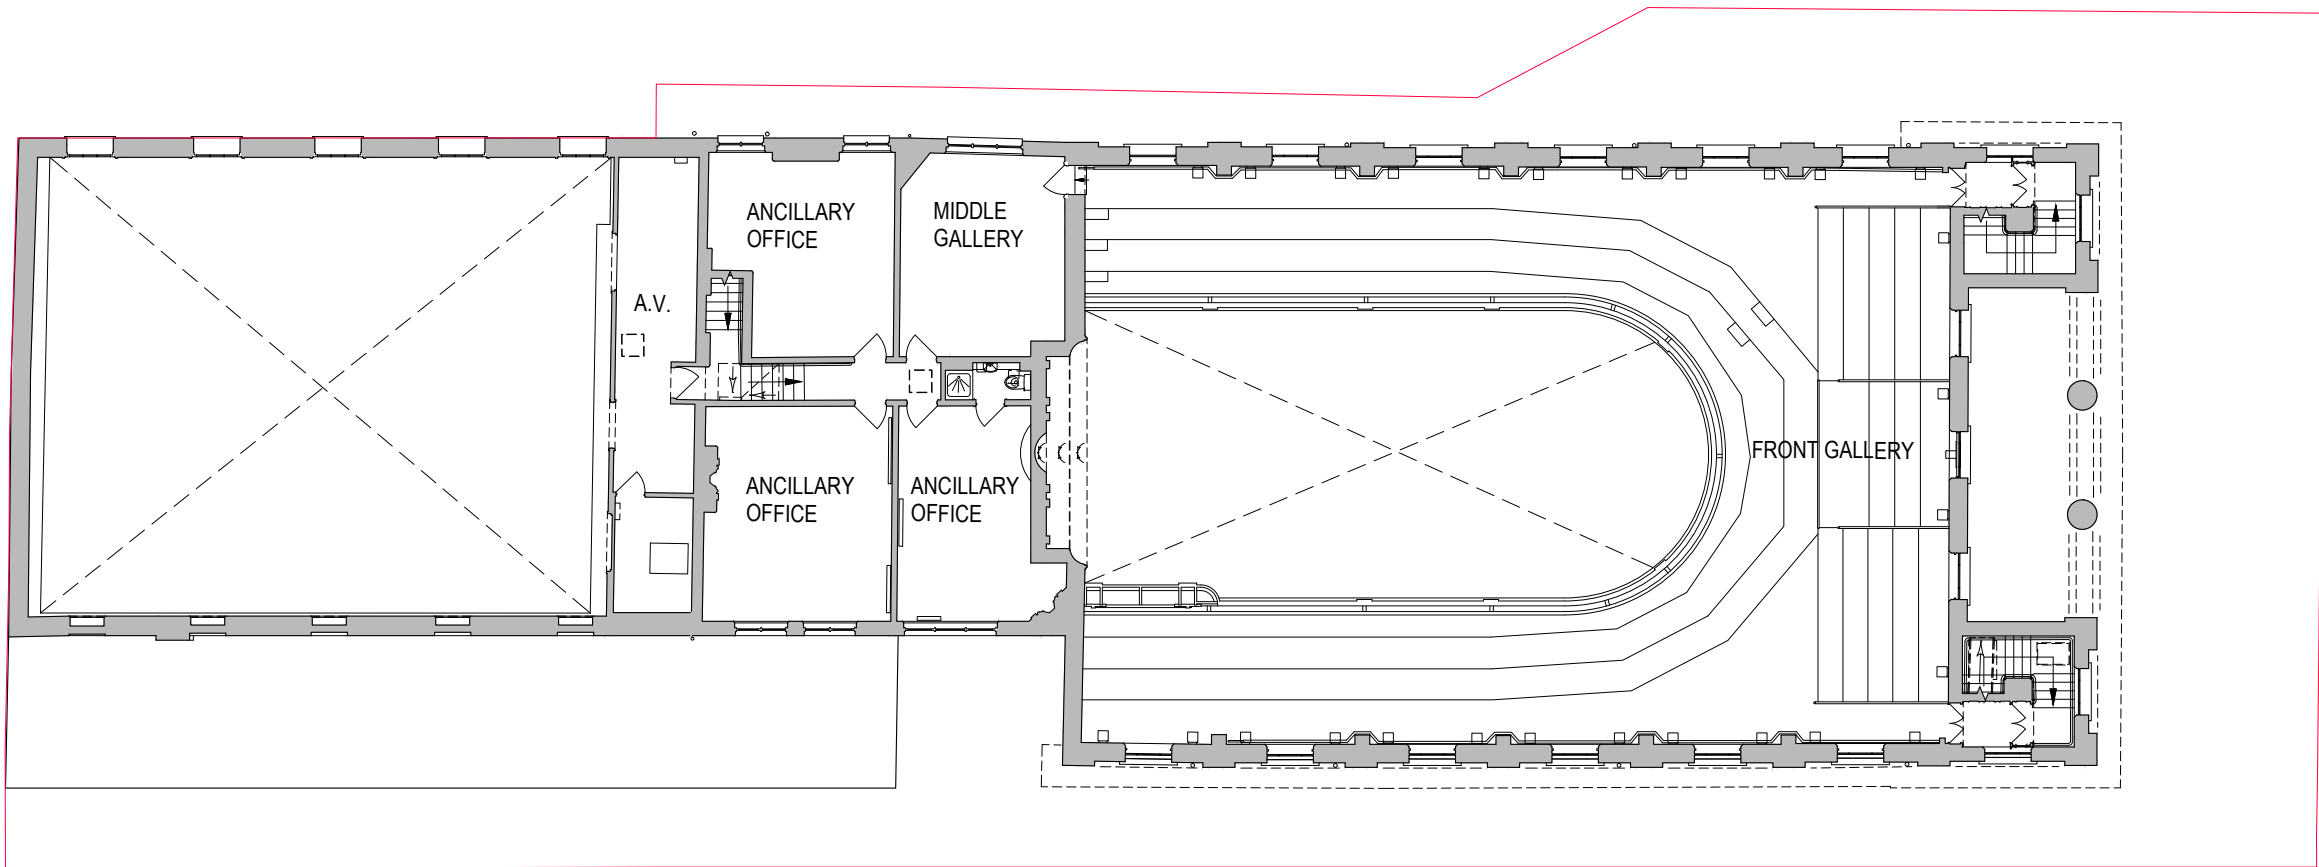 ANCILLARY
OFFICE
MIDDLE
GALLERY
A.V.
ANCILLARY
OFFICE
ANCILLARY
OFFICE
FRONT GALLERY